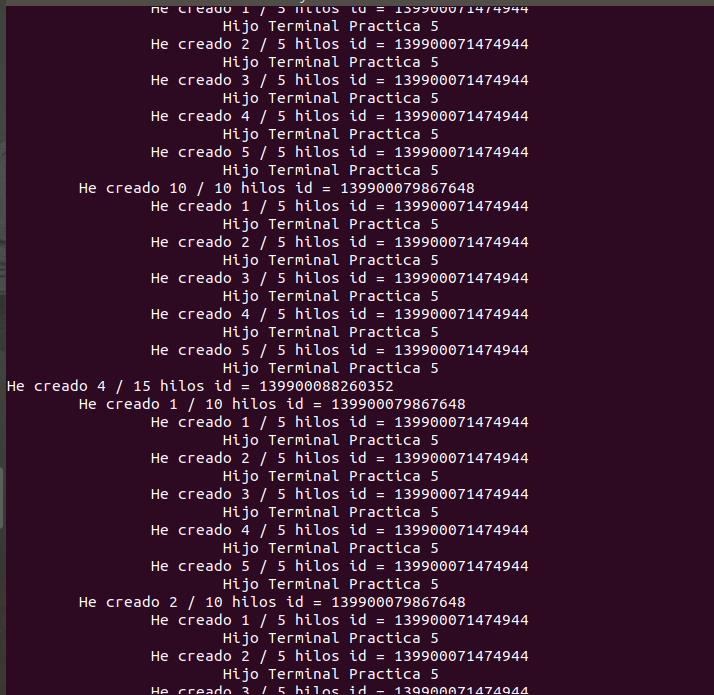 He creado 1 / 5 hilos id = 139900071474944
Hijo Terminal Practica 5
He creado 2 / 5 hilos id = 139900071474944
Hijo Terminal Practica 5
He creado 3 / 5 hilos id = 139900071474944
Hijo Terminal Practica 5
He creado 4 / 5 hilos id = 139900071474944
Hijo Terminal Practica 5
He creado 5 / 5 hilos id = 139900071474944
Hijo Terminal Practica 5
He creado 10 / 10 hilos id = 139900079867648
He creado 1 / 5 hilos id = 139900071474944
Hijo Terminal Practica 5
He creado 2 / 5 hilos id = 139900071474944
Hijo Terminal Practica 5
He creado 3 / 5 hilos id = 139900071474944
Hijo Terminal Practica 5
He creado 4 / 5 hilos id = 139900071474944
Hijo Terminal Practica 5
He creado 5 / 5 hilos id = 139900071474944
Hijo Terminal Practica 5
He creado 4 / 15 hilos id = 139900088260352
He creado 1 / 10 hilos id = 139900079867648
He creado 1 / 5 hilos id = 139900071474944
Hijo Terminal Practica 5
He creado 2 / 5 hilos id = 139900071474944
Hijo Terminal Practica 5
He creado 3 / 5 hilos id = 139900071474944
Hijo Terminal Practica 5
He creado 4 / 5 hilos id = 139900071474944
Hijo Terminal Practica 5
He creado 5 / 5 hilos id = 139900071474944
Hijo Terminal Practica 5
He creado 2 / 10 hilos id = 139900079867648
He creado 1 / 5 hilos id = 139900071474944
Hijo Terminal Practica 5
He creado 2 / 5 hilos id = 139900071474944
Hijo Terminal Practica 5
He creado 3 / 5 hilos id = 139900071474944